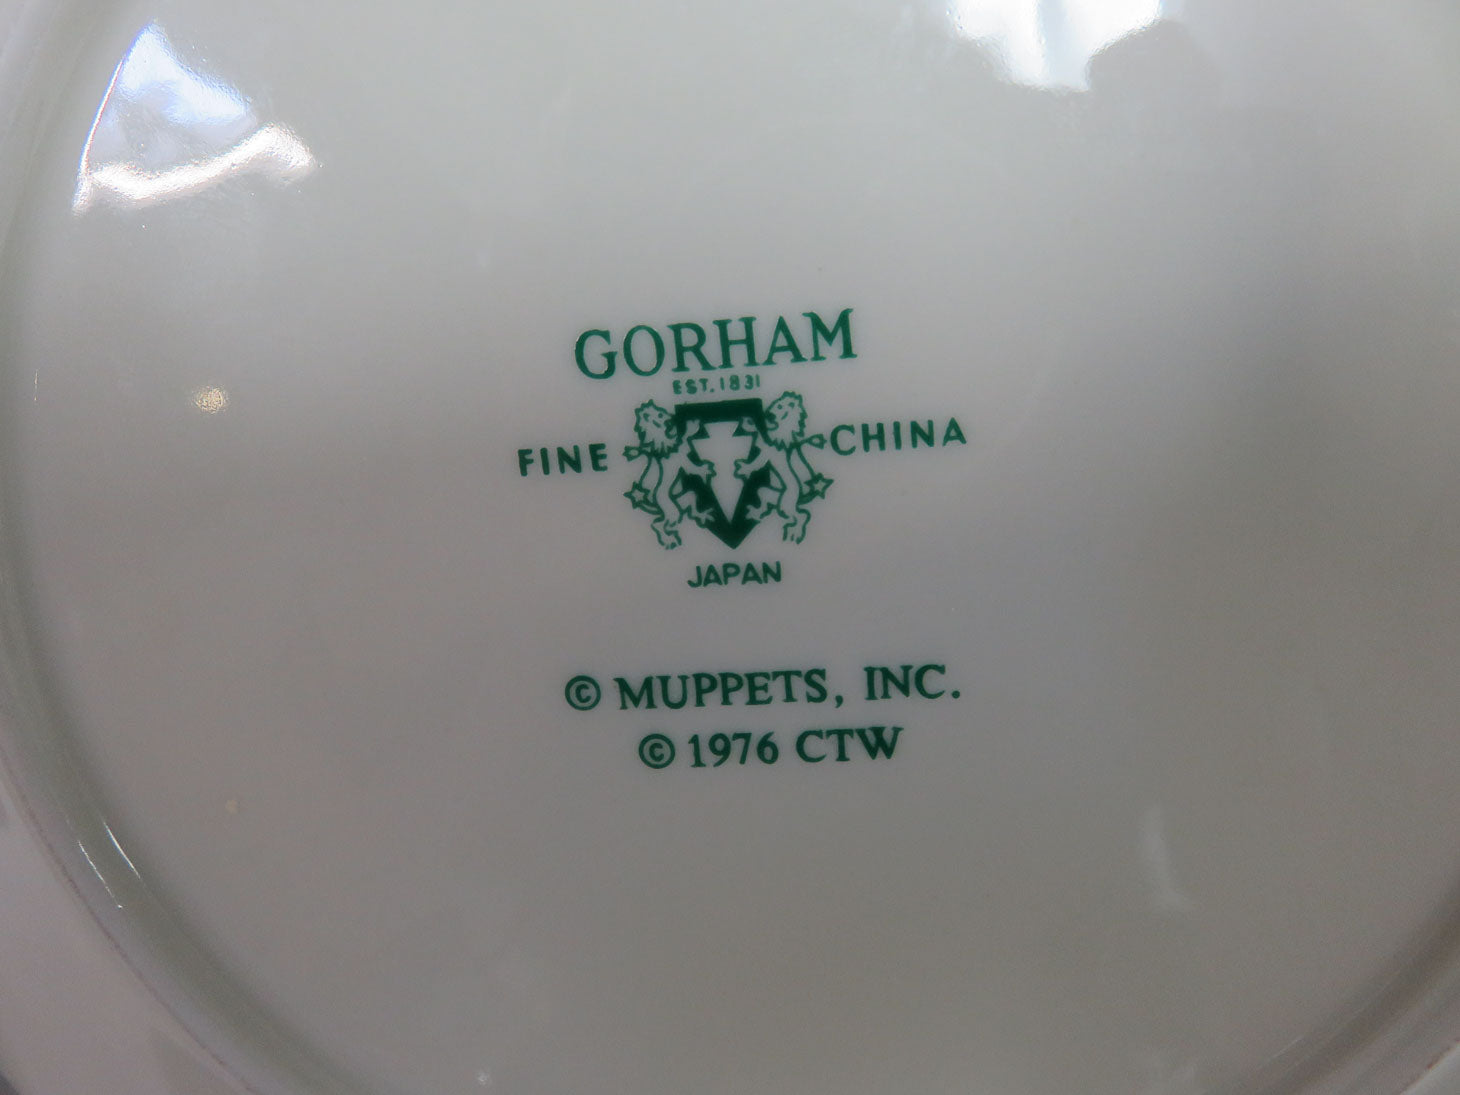 GORHAM
EST. 1831
FINE CHINA
JAPAN
© MUPPETS, INC.
© 1976 CTW